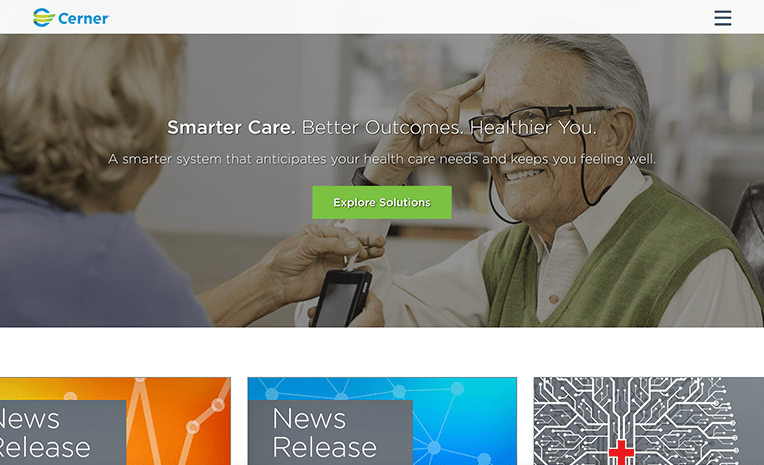 Cerner
Smarter Care. Better Outcomes. Healthier You.
A smarter system that anticipates your health care needs and keeps you feeling well.
Explore Solutions
News
Release
News
Release